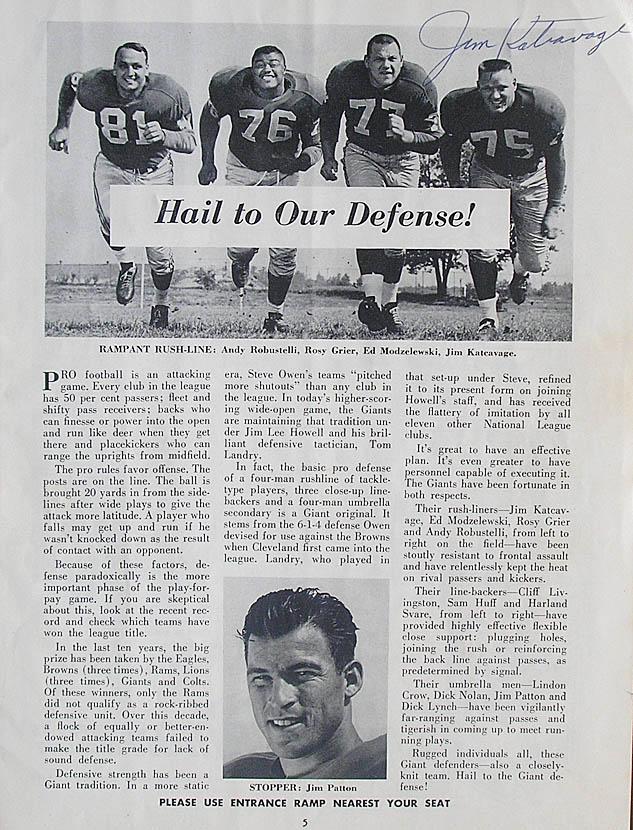 Jim Katcavage
81
76
77
75
Hail to Our Defense!
RAMPANT RUSH-LINE: Andy Robustelli, Rosy Grier, Ed Modzelewski, Jim Katcavage.
PRO football is an attacking
game. Every club in the league
has 50 per cent passers; fleet and
shifty pass receivers; backs who
can finesse or power into the open
and run like deer when they get
there and placekickers who can
range the uprights from midfield.
The pro rules favor offense. The
posts are on the line. The ball is
brought 20 yards in from the side-
lines after wide plays to give the
attack more latitude. A player who
falls may get up and run if he
wasn't knocked down as the result
of contact with an opponent.
Because of these factors, de-
fense paradoxically is the more
important phase of the play-for-
pay game. If you are skeptical
about this, look at the recent rec-
ord and check which teams have
won the league title.
In the last ten years, the big
prize has been taken by the Eagles,
Browns (three times), Rams, Lions
(three times), Giants and Colts.
Of these winners, only the Rams
did not qualify as a rock-ribbed
defensive unit. Over this decade,
a flock of equally or better-en-
dowed attacking teams failed to
make the title grade for lack of
sound defense.
Defensive strength has been a
Giant tradition. In a more static
era, Steve Owen's teams "pitched
more shutouts" than any club in
the league. In today's higher-scor-
ing wide-open game, the Giants
are maintaining that tradition un-
der Jim Lee Howell and his bril-
liant defensive tactician, Tom
Landry.
In fact, the basic pro defense
of a four-man rushline of tackle-
type players, three close-up line-
backers and a four-man umbrella
secondary is a Giant original. It
stems from the 6-1-4 defense Owen
devised for use against the Browns
when Cleveland first came into the
league. Landry, who played in
STOPPER: Jim Patton
that set-up under Steve, refined
it to its present form on joining
Howell's staff, and has received
the flattery of imitation by all
eleven other National League
clubs.
It's great to have an effective
plan. It's even greater to have
personnel capable of executing it.
The Giants have been fortunate in
both respects.
Their rush-liners—Jim Katcav-
age, Ed Modzelewski, Rosy Grier
and Andy Robustelli, from left to
right on the field—have been
stoutly resistant to frontal assault
and have relentlessly kept the heat
on rival passers and kickers.
Their line-backers—Cliff Liv-
ingston, Sam Huff and Harland
Svare, from left to right—have
provided highly effective flexible
close support: plugging holes,
joining the rush or reinforcing
the back line against passes, as
predetermined by signal.
Their umbrella men—Lindon
Crow, Dick Nolan, Jim Patton and
Dick Lynch—have been vigilantly
far-ranging against passes and
tigerish in coming up to meet run-
ning plays.
Rugged individuals all, these
Giant defenders—also a closely-
knit team. Hail to the Giant de-
fense!
PLEASE USE ENTRANCE RAMP NEAREST YOUR SEAT
5